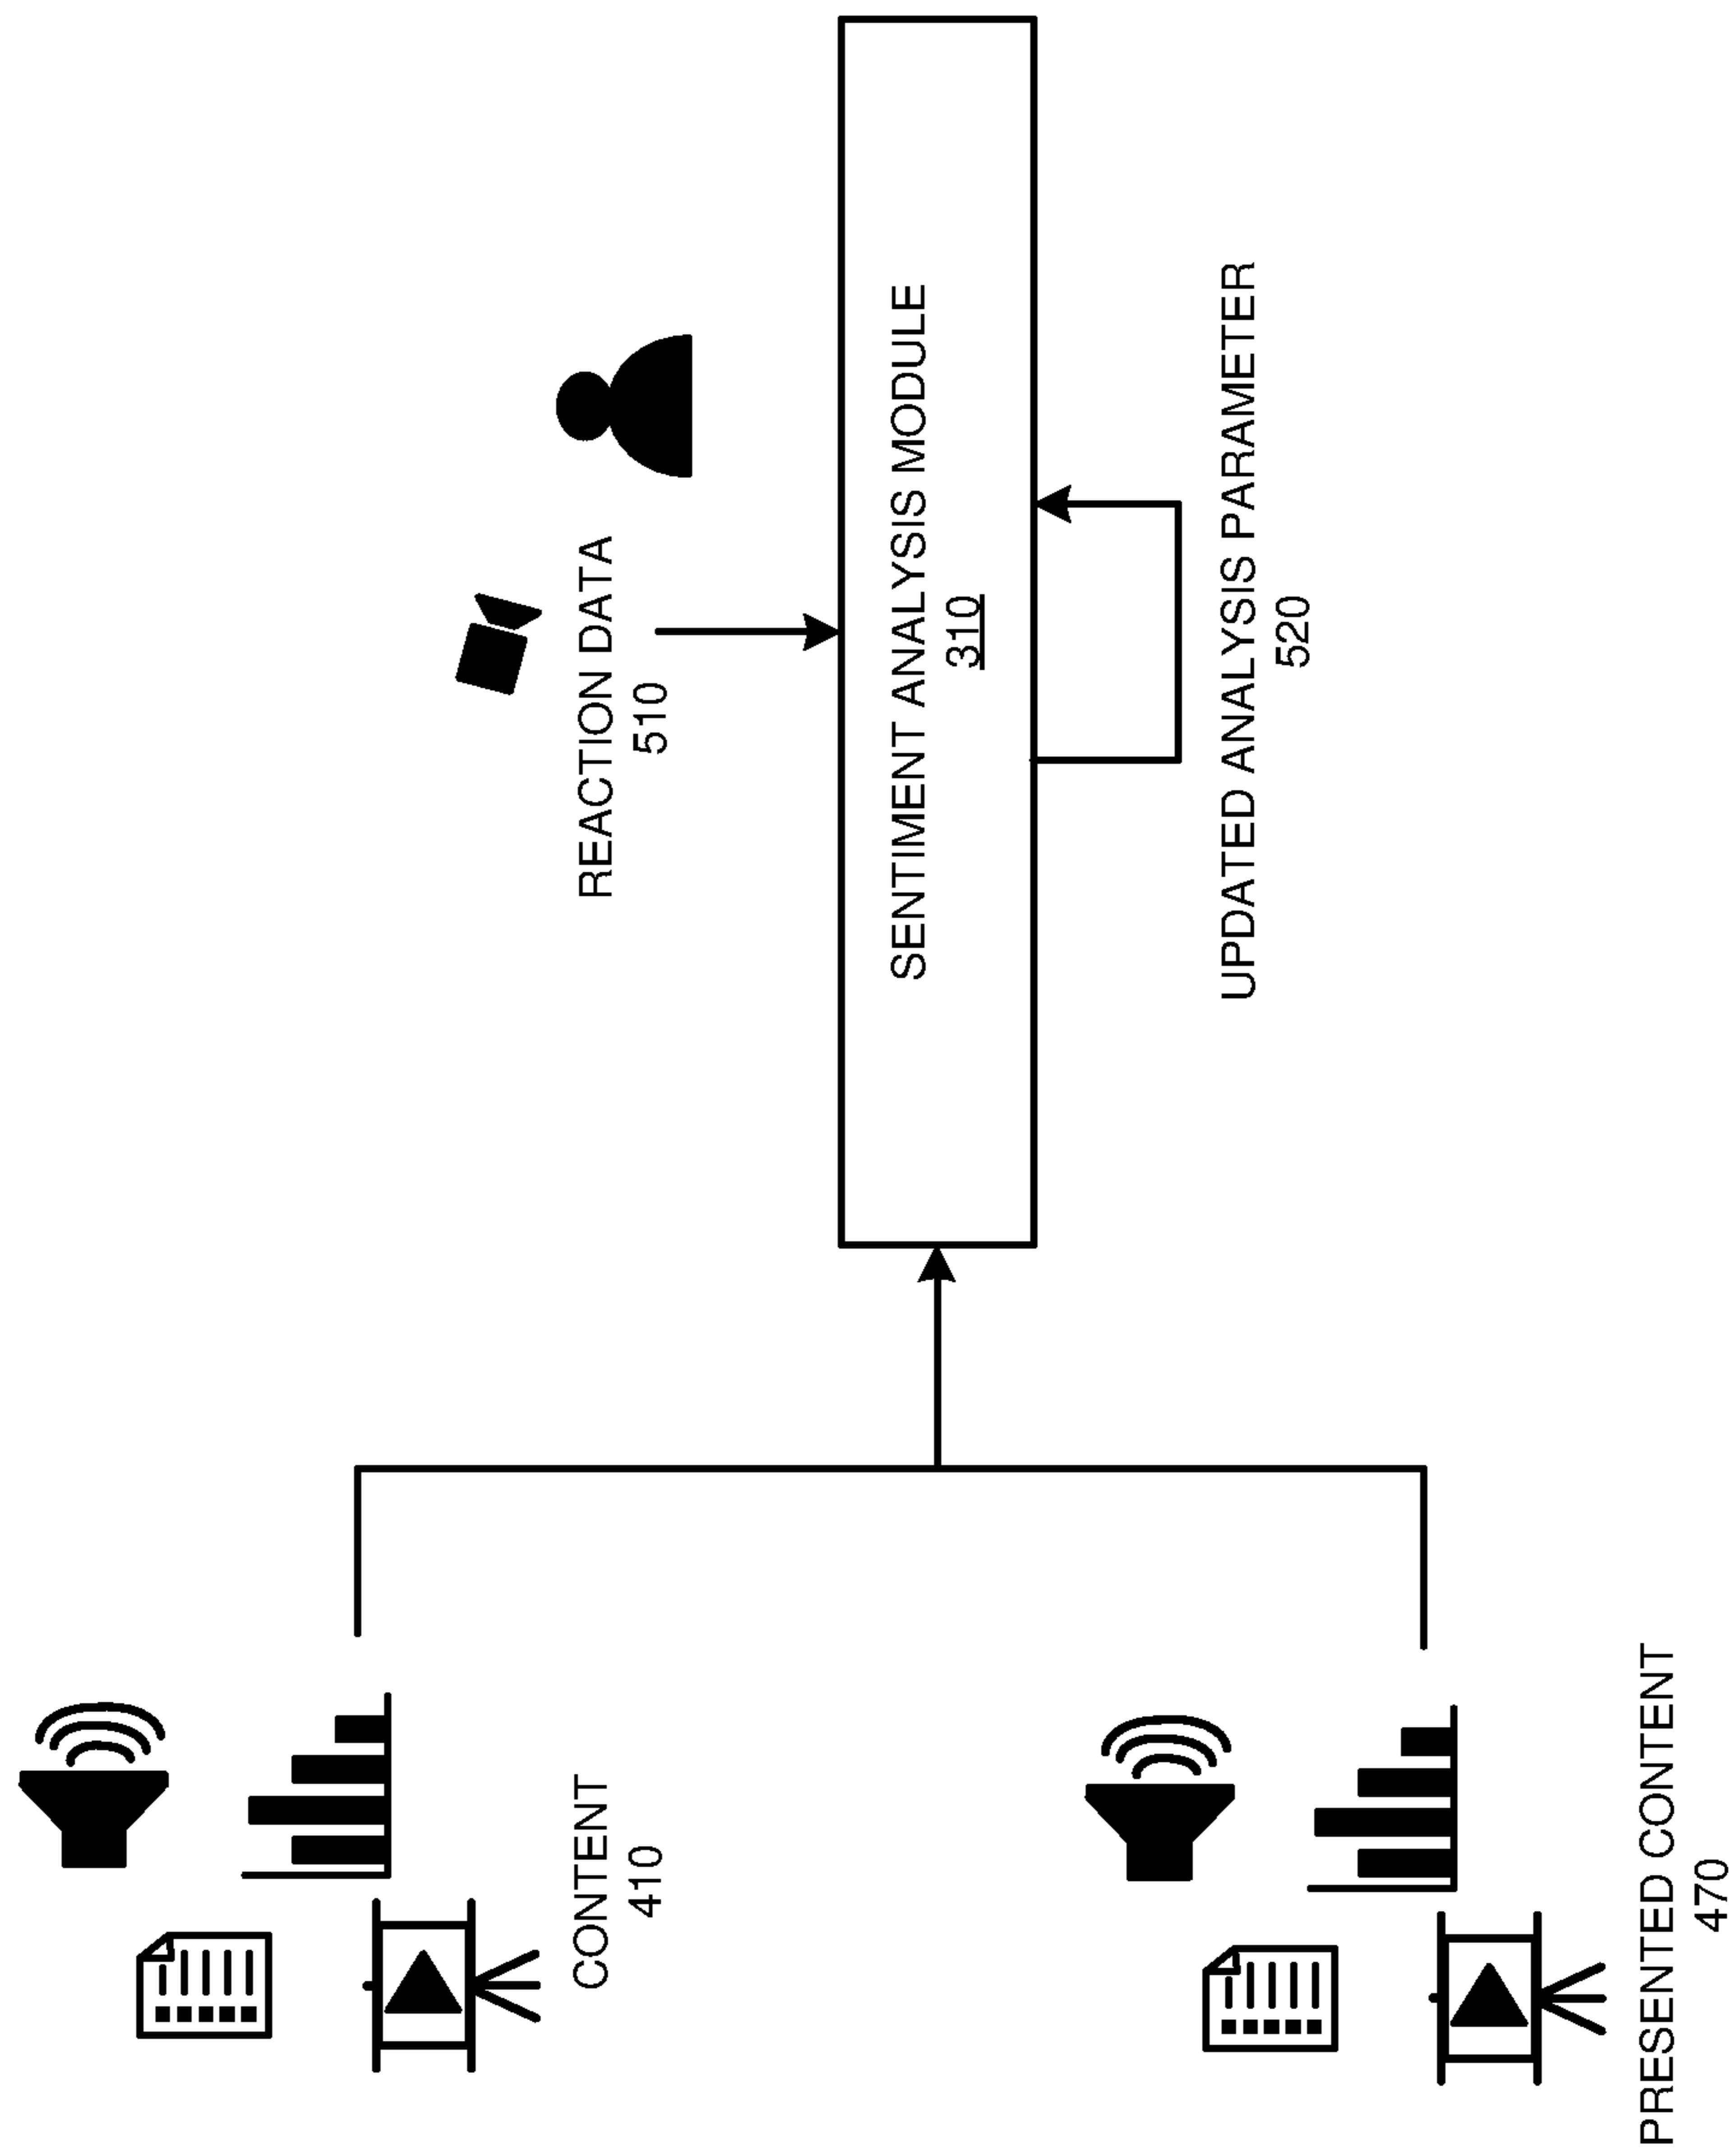 CONTENT
410
PRESENTED CONTENT
470
REACTION DATA
510
SENTIMENT ANALYSIS MODULE
310
UPDATED ANALYSIS PARAMETER
520